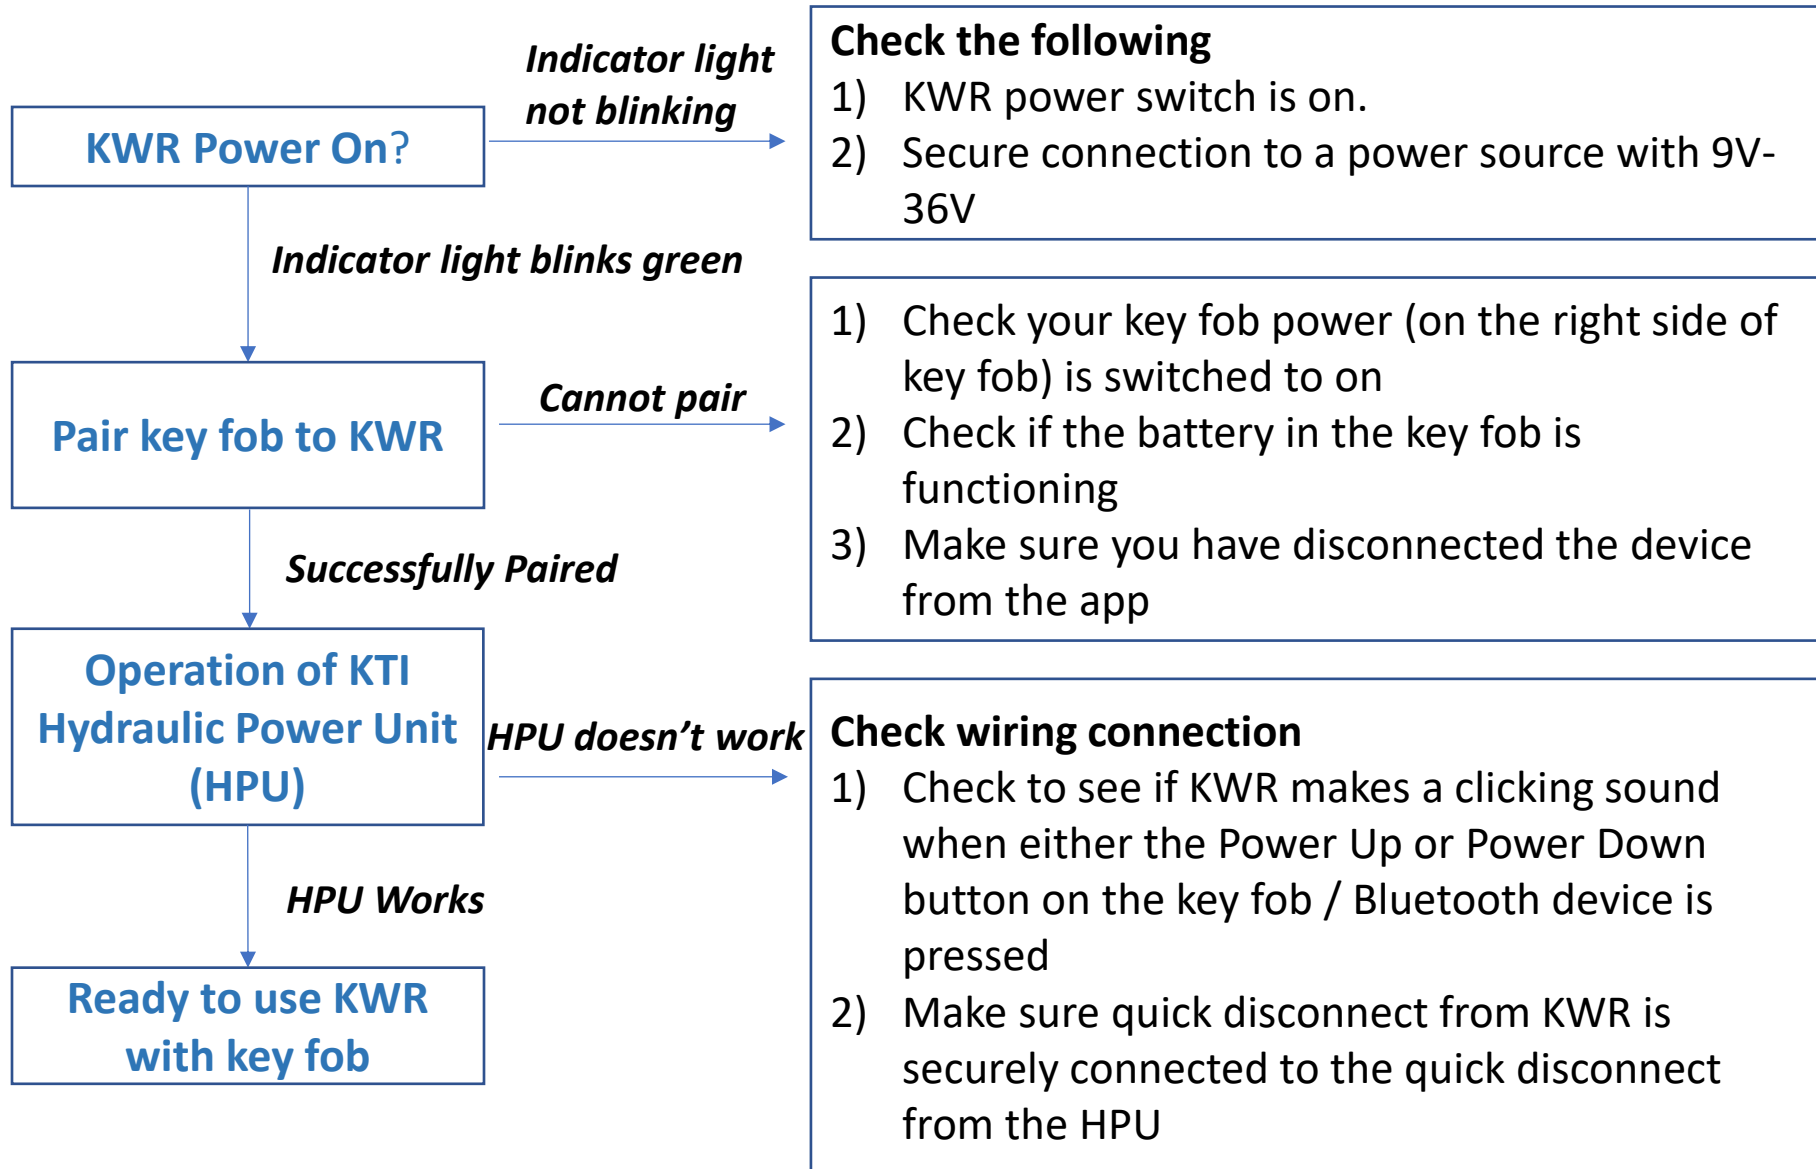 Indicator light
not blinking
Check the following
1) KWR power switch is on.
2) Secure connection to a power source with 9V-
36V
KWR Power On?
Indicator light blinks green
1) Check your key fob power (on the right side of
key fob) is switched to on
2) Check if the battery in the key fob is
functioning
3) Make sure you have disconnected the device
from the app
Pair key fob to KWR
Cannot pair
Successfully Paired
Operation of KTI
Hydraulic Power Unit
(HPU)
HPU doesn’t work
Check wiring connection
1) Check to see if KWR makes a clicking sound
when either the Power Up or Power Down
button on the key fob / Bluetooth device is
pressed
2) Make sure quick disconnect from KWR is
securely connected to the quick disconnect
from the HPU
HPU Works
Ready to use KWR
with key fob